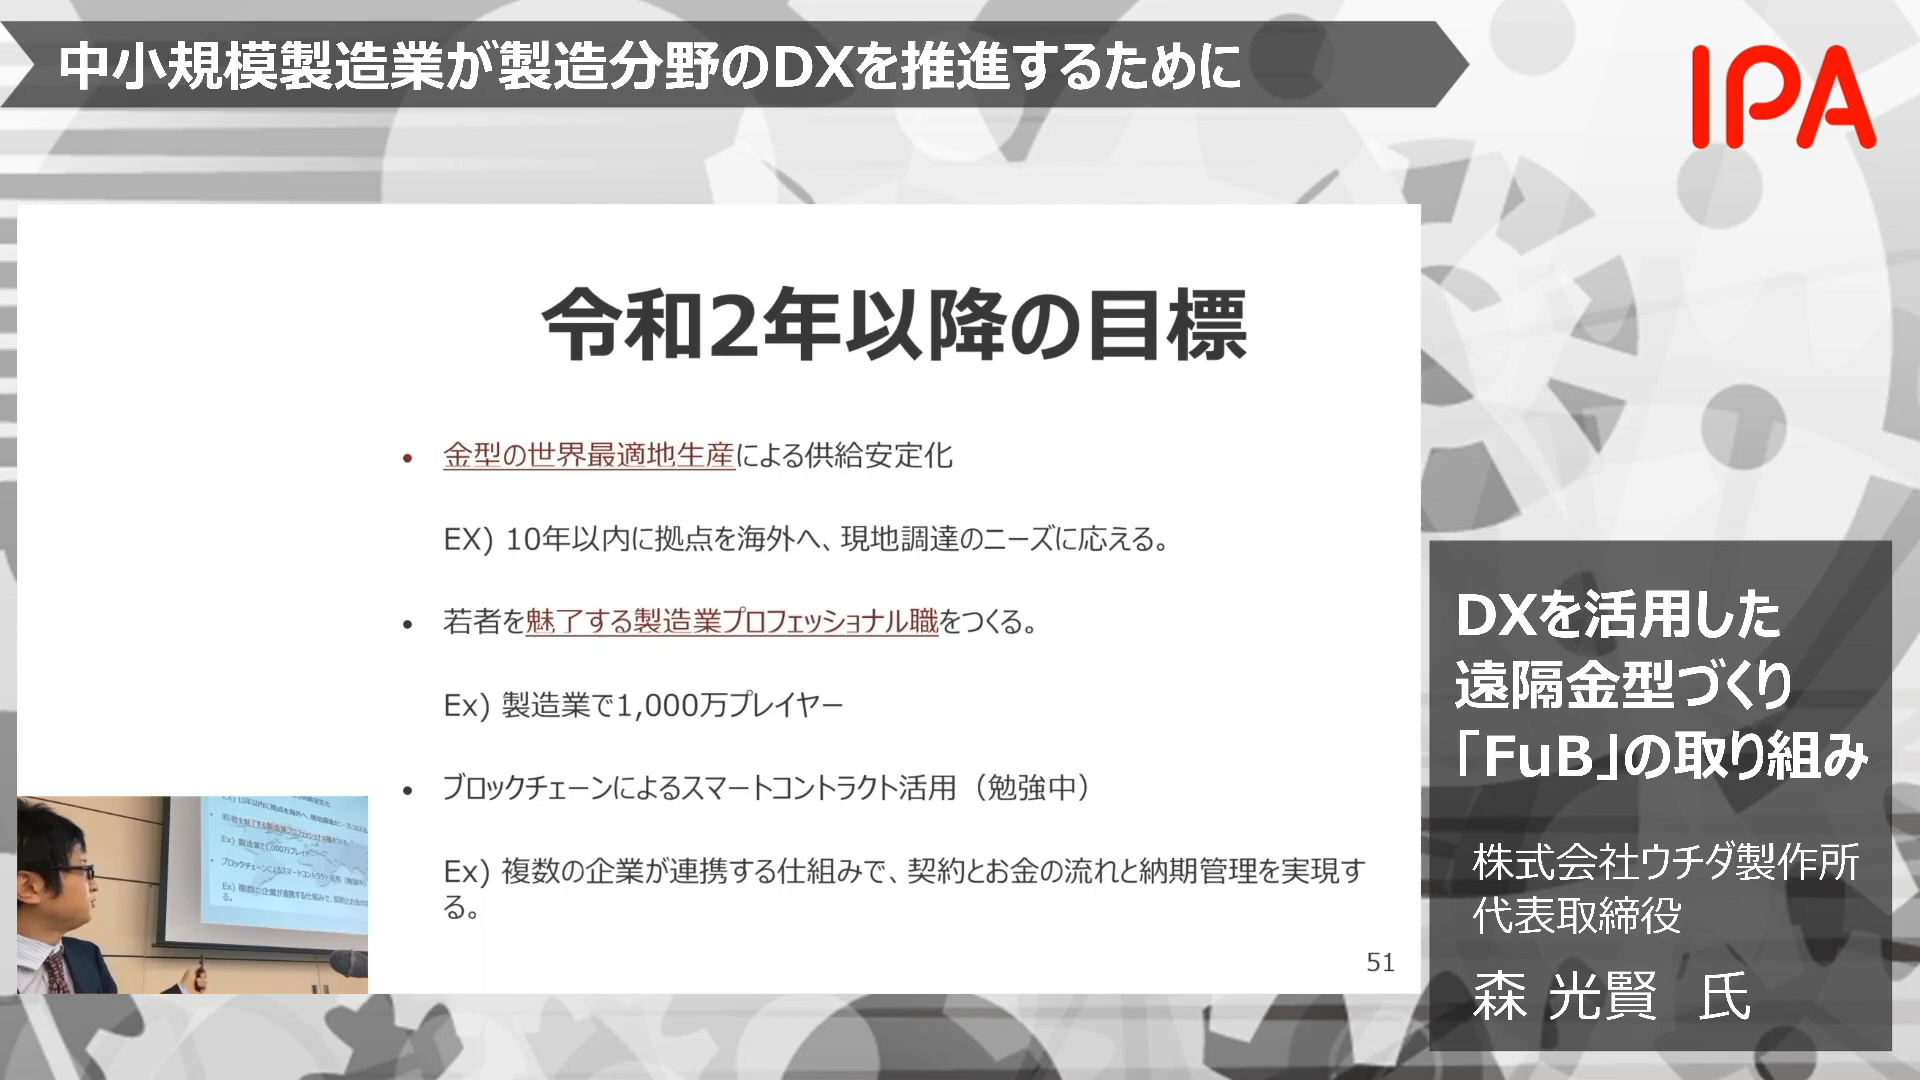 中小規模製造業が製造分野のDXを推進するために
IPA
令和2年以降の目標
• 金型の世界最適地生産による供給安定化
EX) 10年以内に拠点を海外へ、現地調達のニーズに応える。
• 若者を魅了する製造業プロフェッショナル職をつくる。
Ex) 製造業で1,000万プレイヤー
• ブロックチェーンによるスマートコントラクト活用（勉強中）
Ex) 複数の企業が連携する仕組みで、契約とお金の流れと納期管理を実現す
る。
51
DXを活用した
遠隔金型づくり
「FuB」の取り組み
株式会社ウチダ製作所
代表取締役
森 光賢 氏